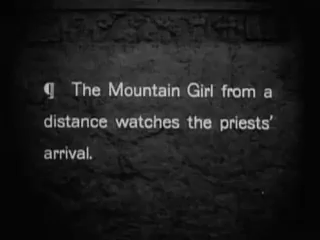 ¶ The Mountain Girl from a
distance watches the priests'
arrival.